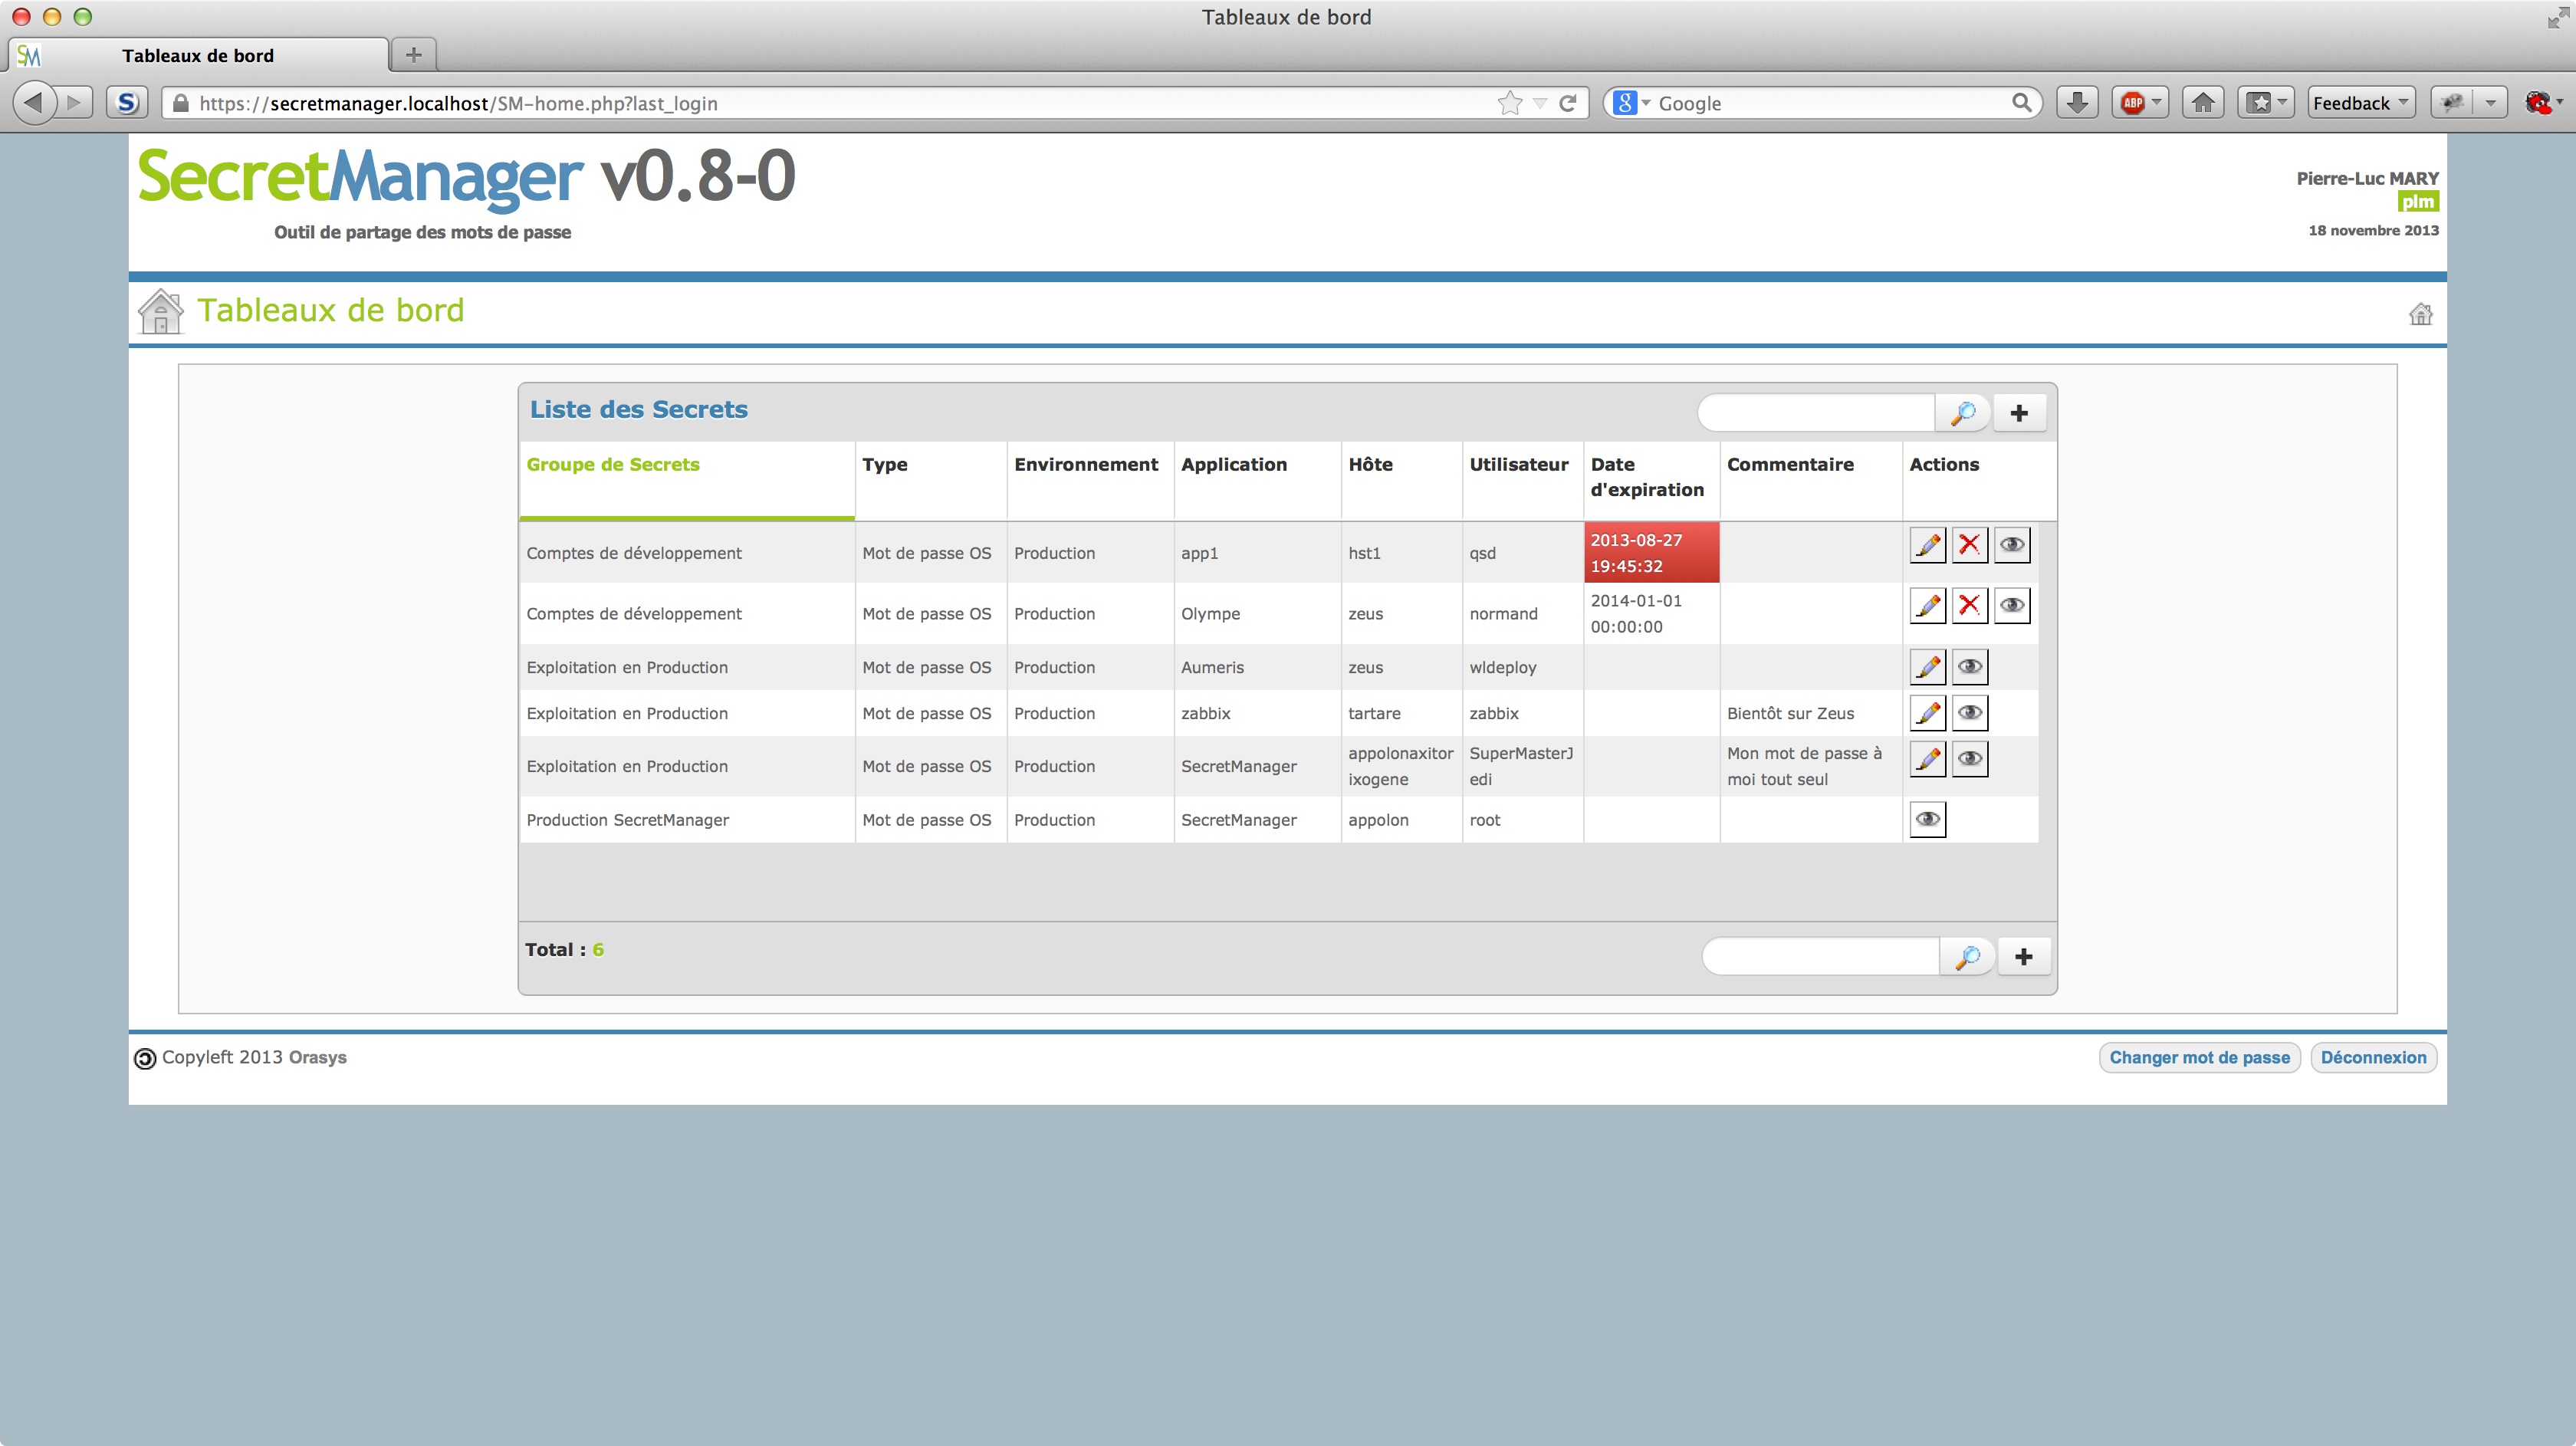 Tableaux de bord
SM Tableaux de bord
https://secretmanager.localhost/SM-home.php?last_login
Google
ABP
Feedback
SecretManager v0.8-0
Outil de partage des mots de passe
Pierre-Luc MARY
plm
18 novembre 2013
Tableaux de bord
Liste des Secrets
Groupe de Secrets Type Environnement Application Hôte Utilisateur Date d'expiration Commentaire Actions
Comptes de développement Mot de passe OS Production app1 hst1 qsd 2013-08-27 19:45:32
Comptes de développement Mot de passe OS Production Olympe zeus normand 2014-01-01 00:00:00
Exploitation en Production Mot de passe OS Production Aumeris zeus wldeploy
Exploitation en Production Mot de passe OS Production zabbix tartare zabbix Bientôt sur Zeus
Exploitation en Production Mot de passe OS Production SecretManager appolonaxitorixogene SuperMasterJedi Mon mot de passe à moi tout seul
Production SecretManager Mot de passe OS Production SecretManager appolon root
Total : 6
Copyleft 2013 Orasys
Changer mot de passe Déconnexion